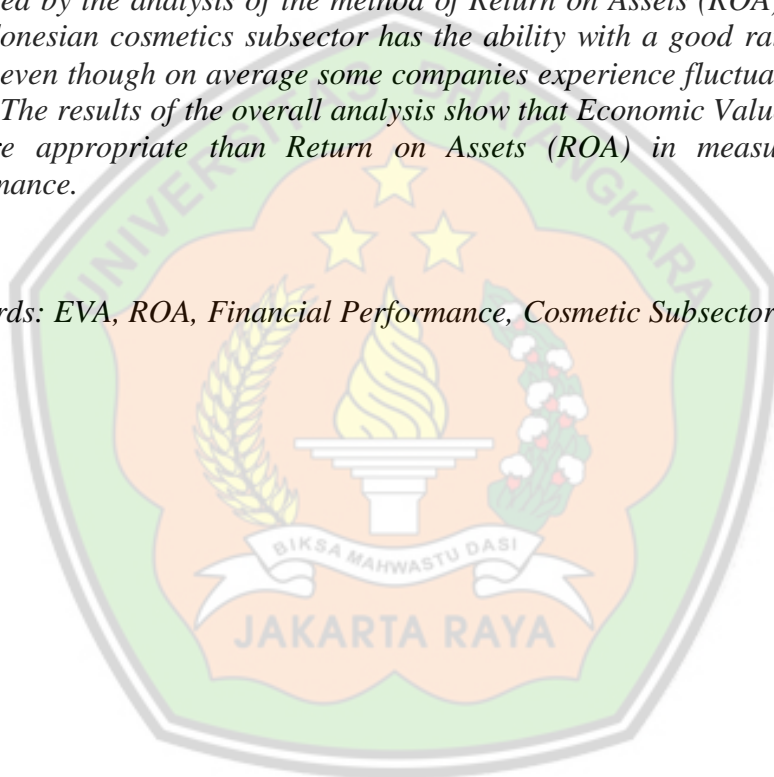 ed by the analysis of the method of Return on Assets (ROA)
onesian cosmetics subsector has the ability with a good ra
even though on average some companies experience fluctua
The results of the overall analysis show that Economic Valu
re appropriate than Return on Assets (ROA) in measu
mance.
rds: EVA, ROA, Financial Performance, Cosmetic Subsector
UNIVERSITAS BHAYANGKARA
BIKSA MAHWASTU DASI
JAKARTA RAYA